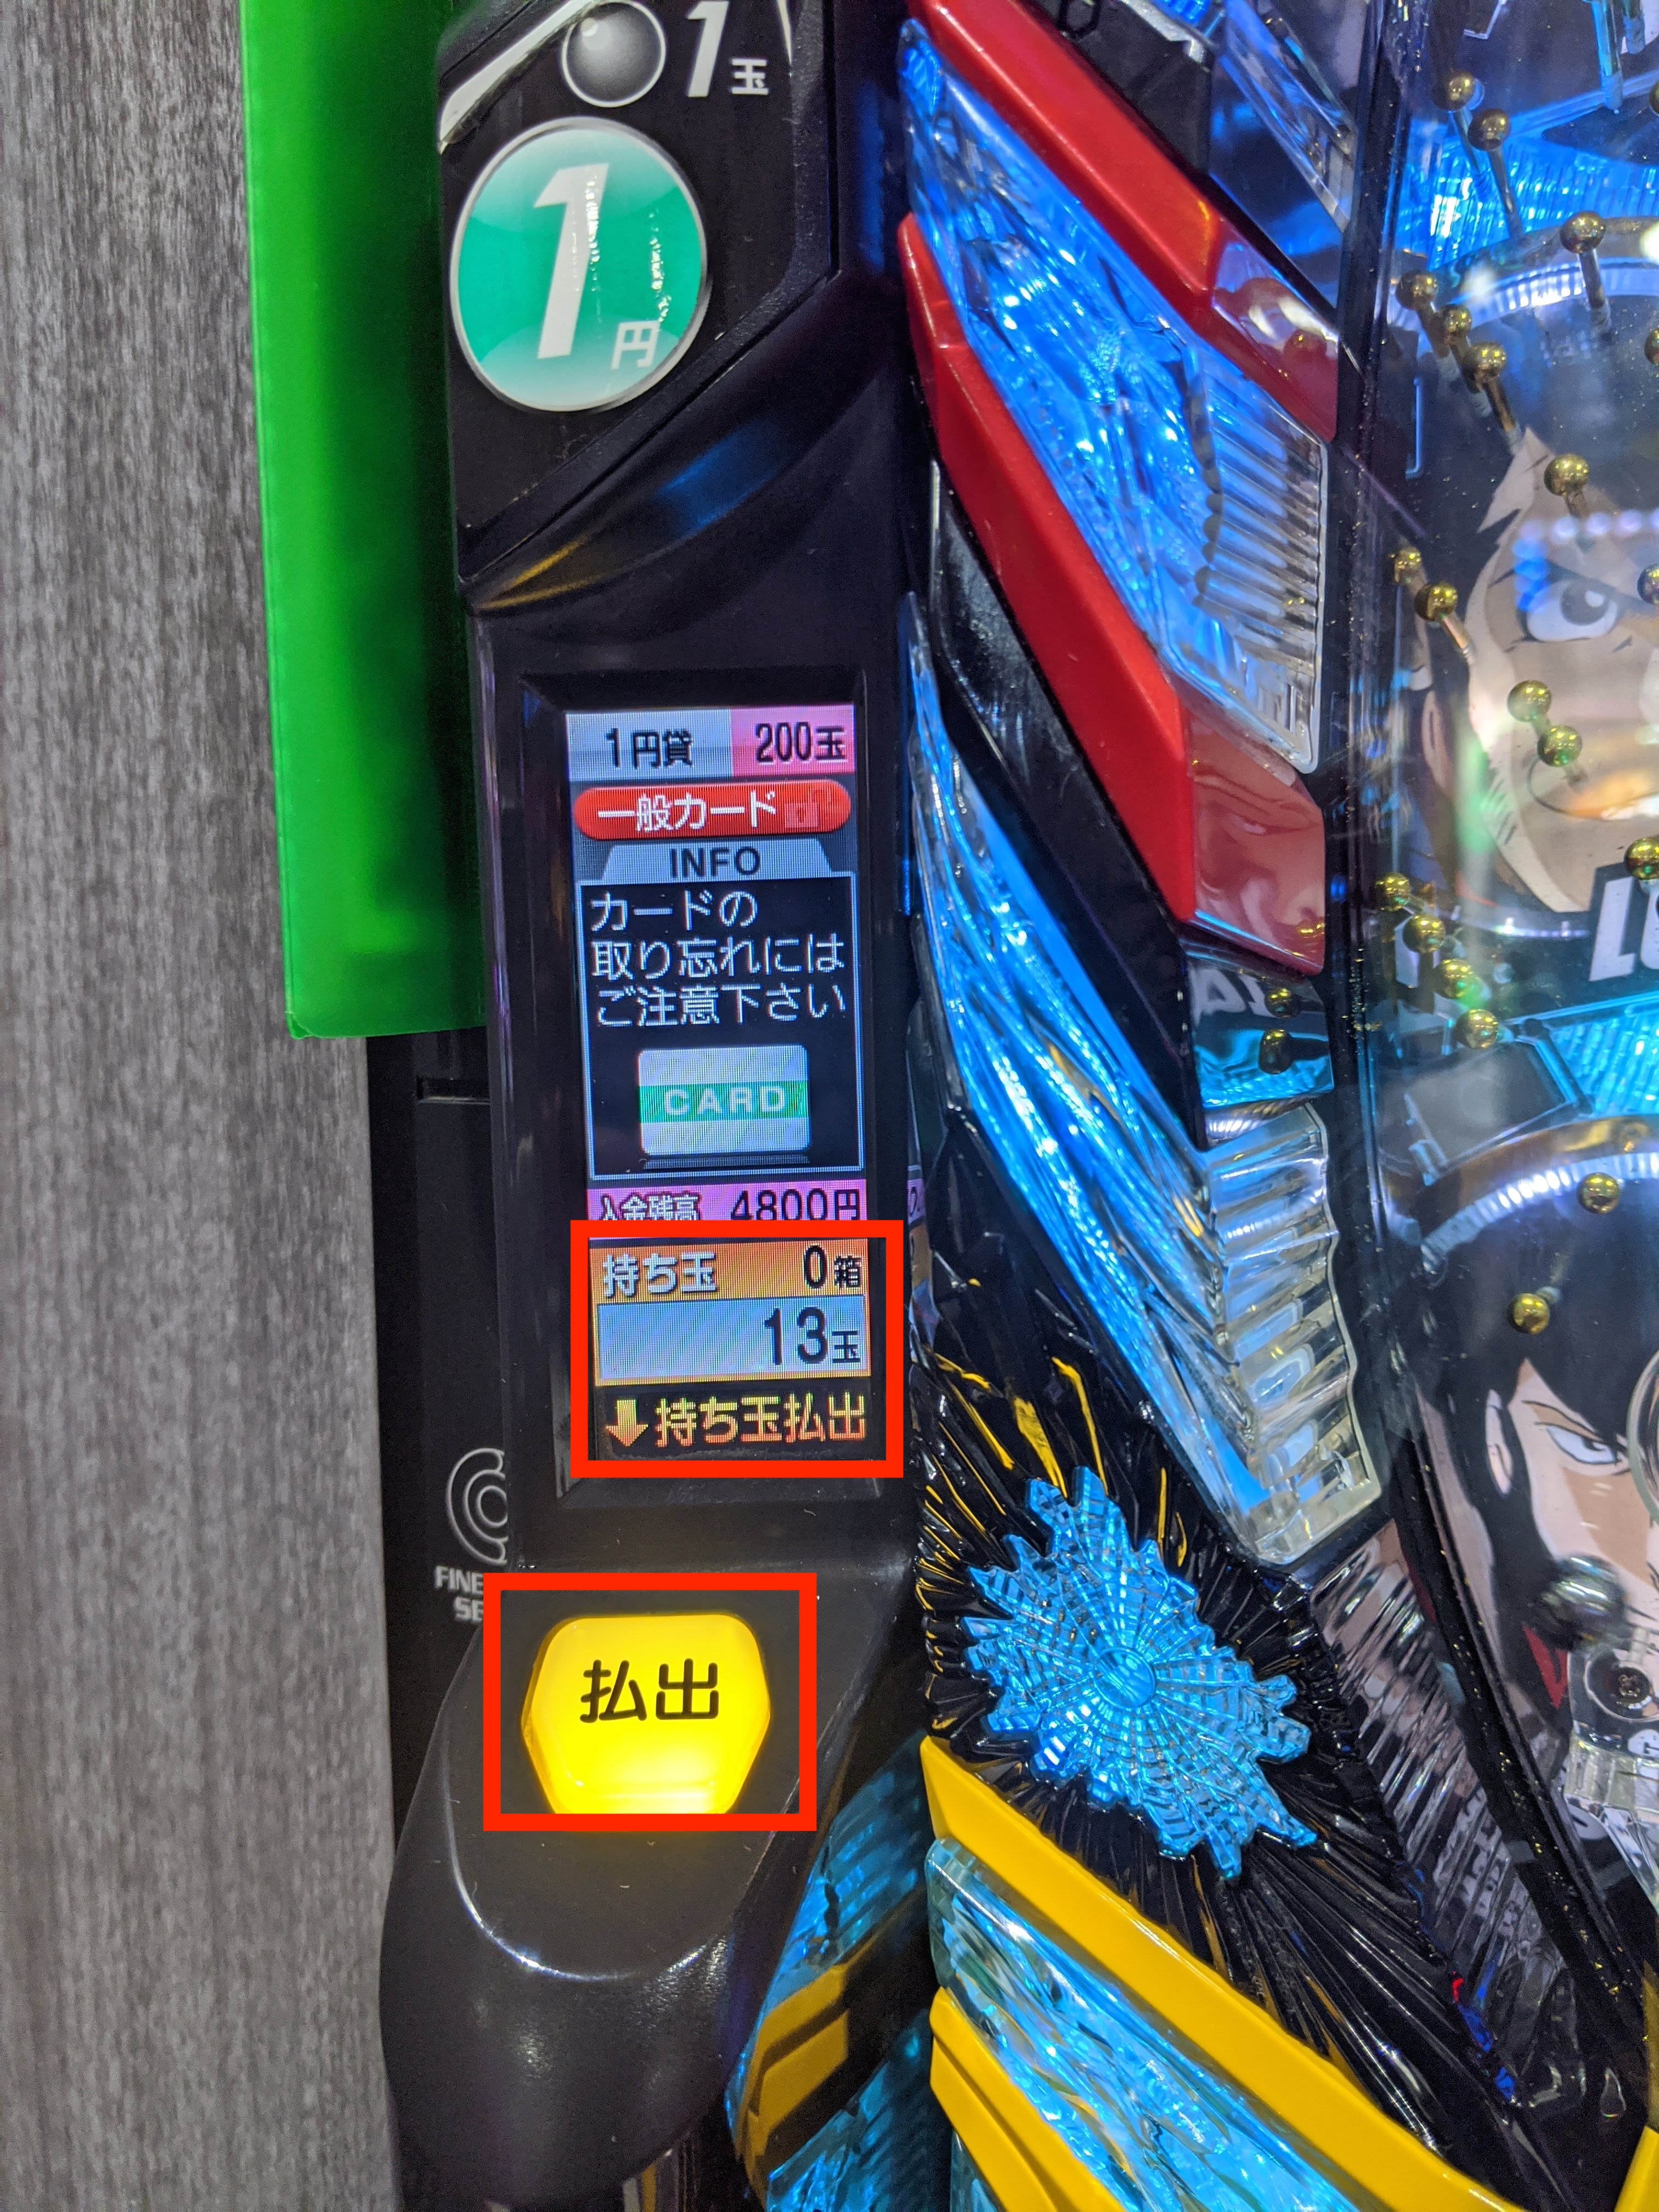 1玉
1円
1円貸 200玉
一般カード
INFO
カードの
取り忘れには
ご注意下さい
CARD
入金残高 4800円
持ち玉 0箱
13玉
↓持ち玉払出
払出